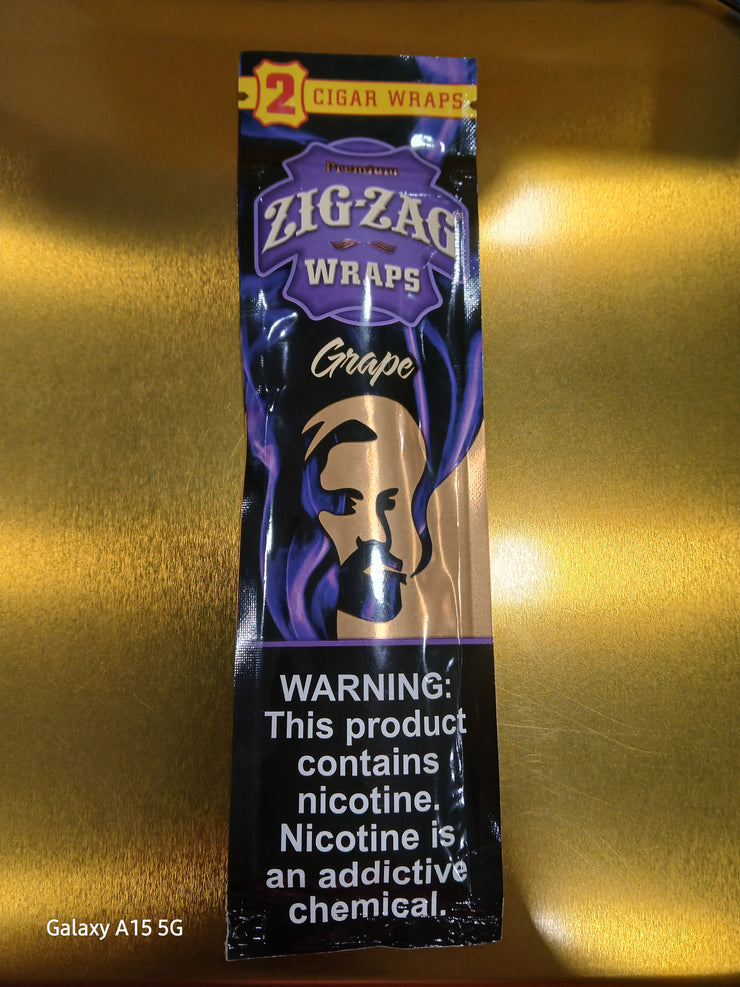 2 CIGAR WRAPS
Premium
ZIG-ZAG
WRAPS
Grape
WARNING:
This product
contains
nicotine.
Nicotine is
an addictive
chemical.
Galaxy A15 5G